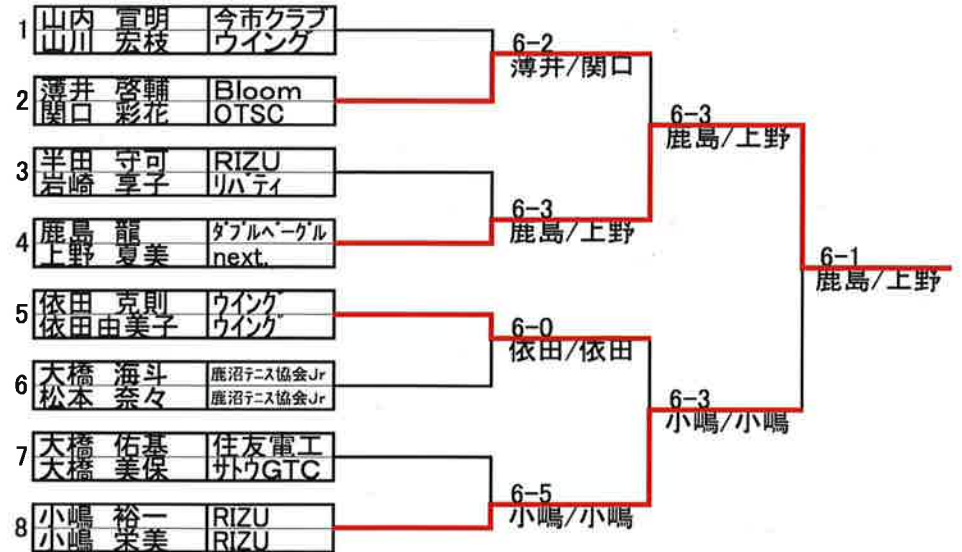 1 山内 宣明 今市クラブ
山川 宏枝 ウイング
2 薄井 啓輔 Bloom
関口 彩花 OTSC
3 半田 守可 RIZU
岩崎 享子 リバティ
4 鹿島 龍 ダブルベーグル
上野 夏美 next.
5 依田 克則 ウイング
依田由美子 ウイング
6 大橋 海斗 鹿沼テニス協会Jr
松本 奈々 鹿沼テニス協会Jr
7 大橋 佑基 住友電工
大橋 美保 サトウGTC
8 小嶋 裕一 RIZU
小嶋 栄美 RIZU
6-2
薄井/関口
6-3
鹿島/上野
6-0
依田/依田
6-5
小嶋/小嶋
6-3
鹿島/上野
6-3
小嶋/小嶋
6-1
鹿島/上野